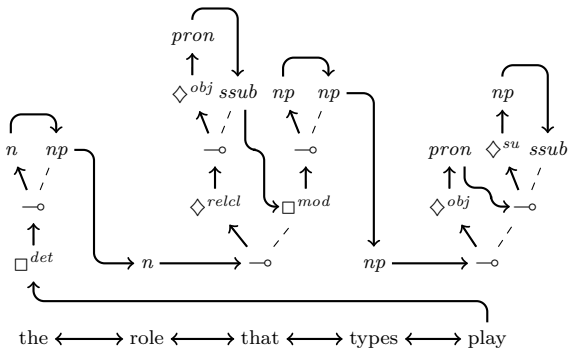 pron
◇obj ssub np np np
n np pron ◇su ssub
◇relcl □mod ◇obj
□det n np
the role that types play